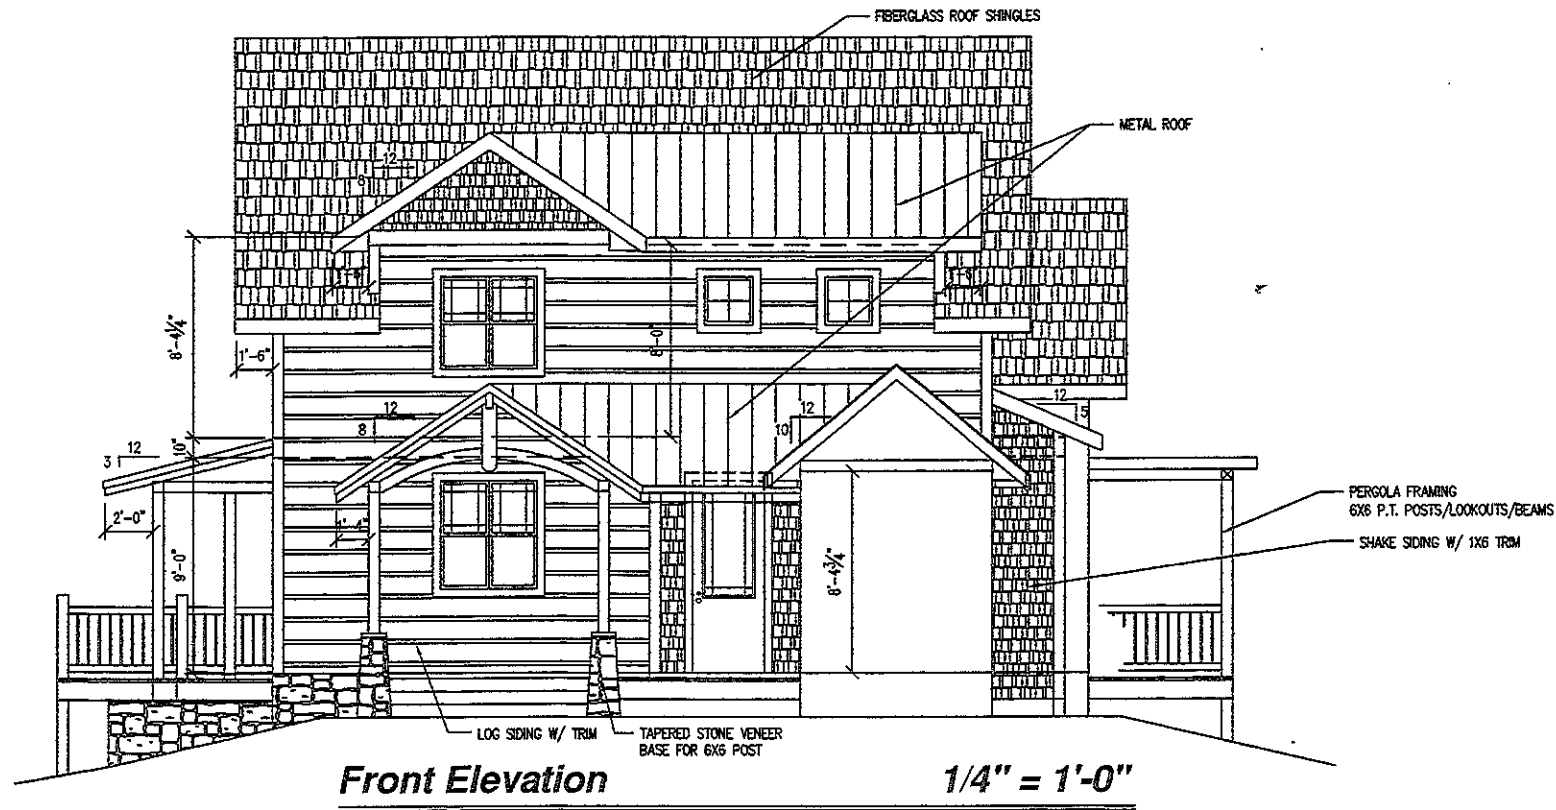 FIBERGLASS ROOF SHINGLES
METAL ROOF
12
8
8'-4¼"
1'-6"
8'-0"
12
8
12
10
12
5
12
3
10"
2'-0"
1'-4"
9'-0"
8'-4¾"
PERGOLA FRAMING
6X6 P.T. POSTS/LOOKOUTS/BEAMS
SHAKE SIDING W/ 1X6 TRIM
LOG SIDING W/ TRIM
TAPERED STONE VENEER
BASE FOR 6X6 POST
Front Elevation
1/4" = 1'-0"